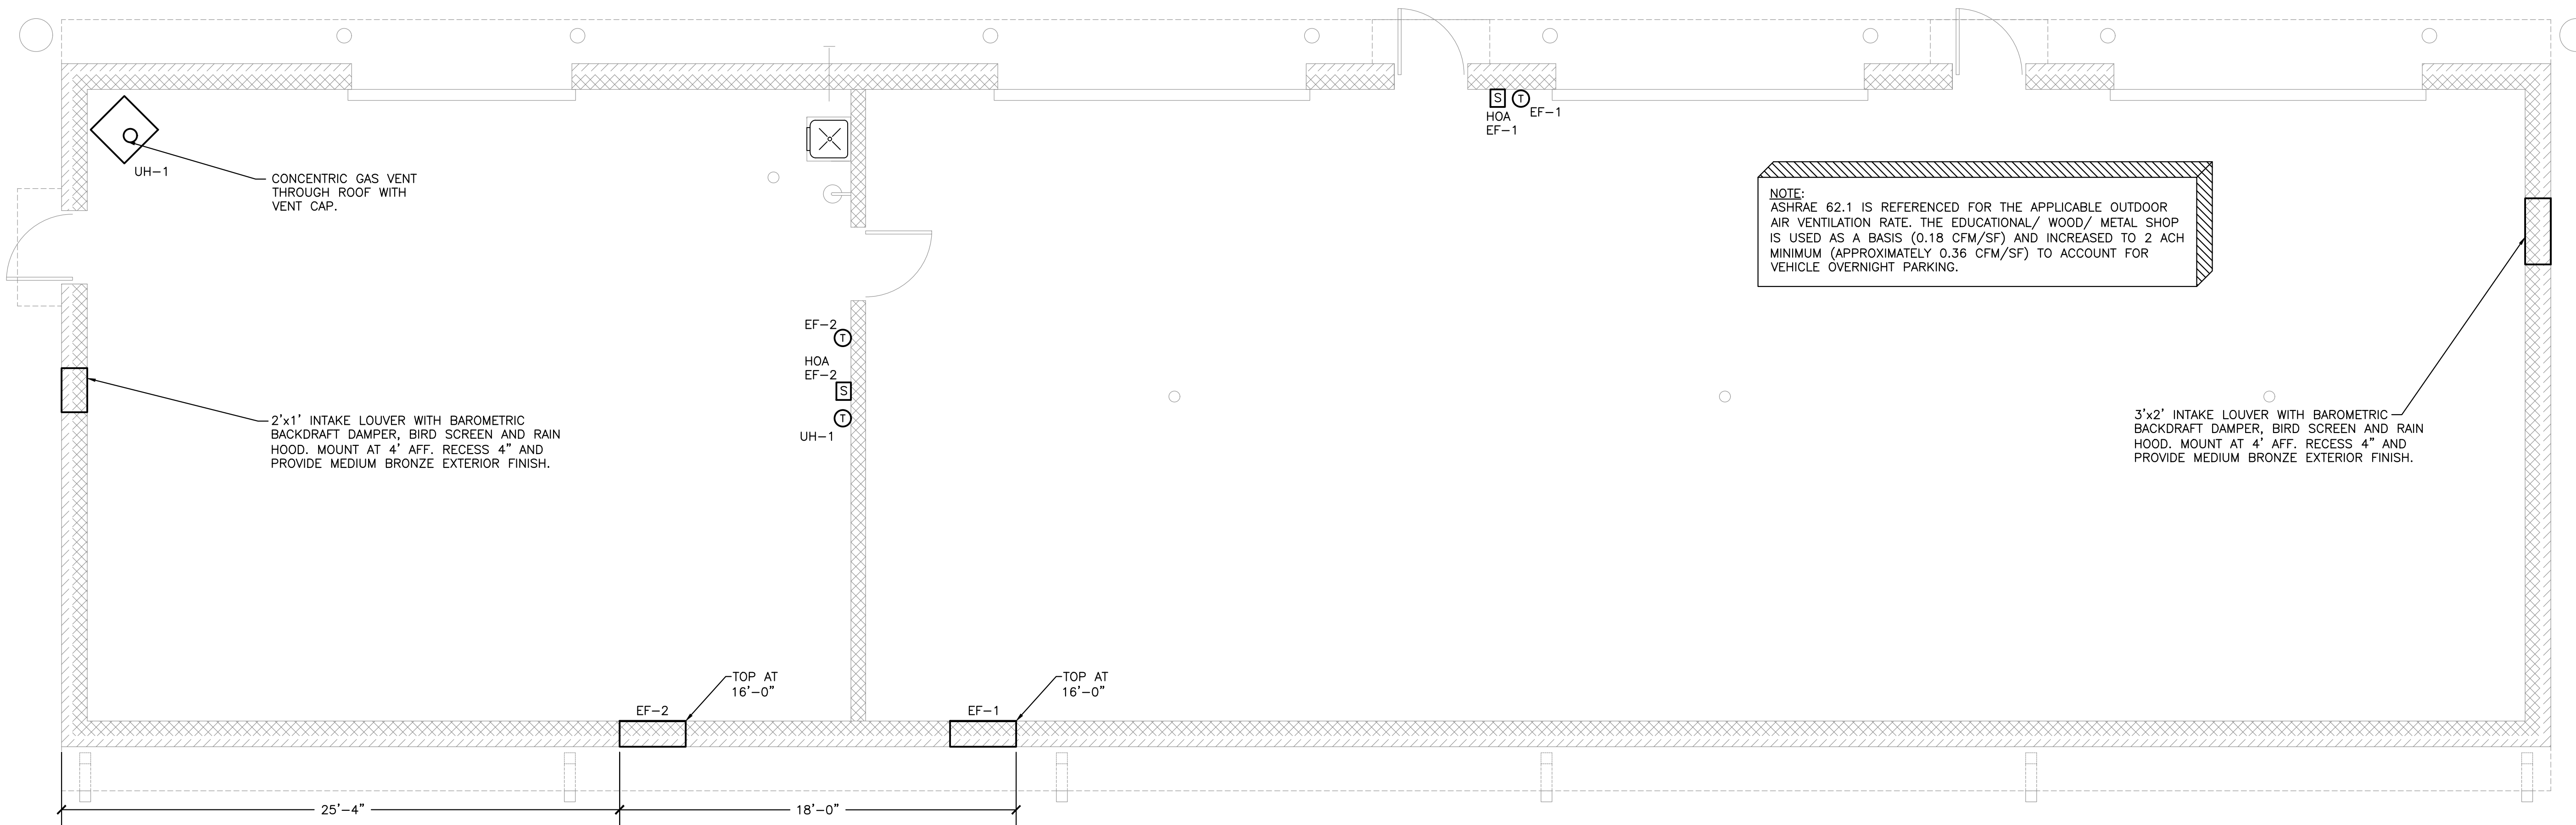 S
T
EF-1
HOA
EF-1
UH-1
CONCENTRIC GAS VENT
THROUGH ROOF WITH
VENT CAP.
NOTE:
ASHRAE 62.1 IS REFERENCED FOR THE APPLICABLE OUTDOOR
AIR VENTILATION RATE. THE EDUCATIONAL/ WOOD/ METAL SHOP
IS USED AS A BASIS (0.18 CFM/SF) AND INCREASED TO 2 ACH
MINIMUM (APPROXIMATELY 0.36 CFM/SF) TO ACCOUNT FOR
VEHICLE OVERNIGHT PARKING.
EF-2
T
HOA
EF-2
S
T
UH-1
2'x1' INTAKE LOUVER WITH BAROMETRIC
BACKDRAFT DAMPER, BIRD SCREEN AND RAIN
HOOD. MOUNT AT 4' AFF. RECESS 4" AND
PROVIDE MEDIUM BRONZE EXTERIOR FINISH.
3'x2' INTAKE LOUVER WITH BAROMETRIC
BACKDRAFT DAMPER, BIRD SCREEN AND RAIN
HOOD. MOUNT AT 4' AFF. RECESS 4" AND
PROVIDE MEDIUM BRONZE EXTERIOR FINISH.
TOP AT
16'-0"
EF-2
TOP AT
16'-0"
EF-1
25'-4"
18'-0"